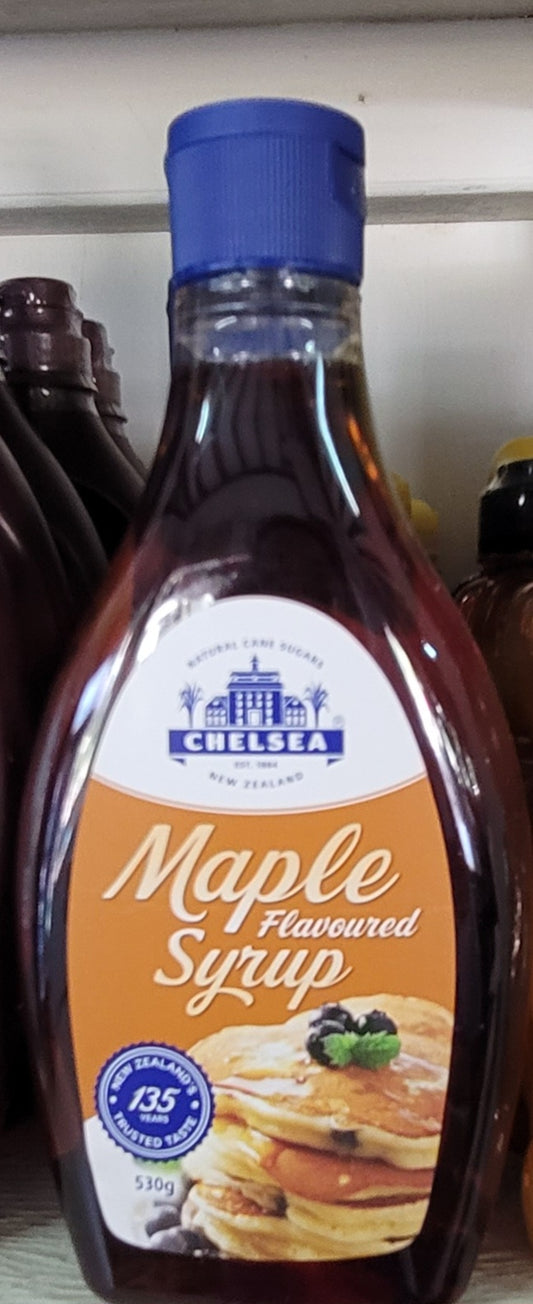 NATURAL CANE SUGARS
CHELSEA
EST. 1884
NEW ZEALAND
Maple
Flavoured
Syrup
NEW ZEALAND'S
135
YEARS
TRUSTED TASTE
530g